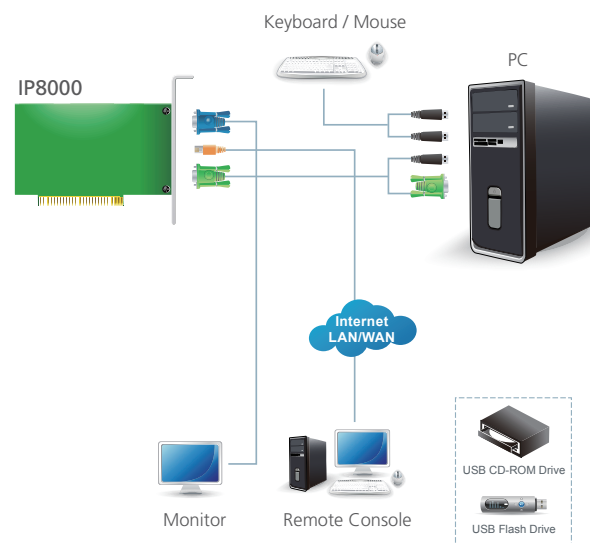 Keyboard / Mouse
PC
IP8000
Internet
LAN/WAN
USB CD-ROM Drive
Monitor
Remote Console
USB Flash Drive